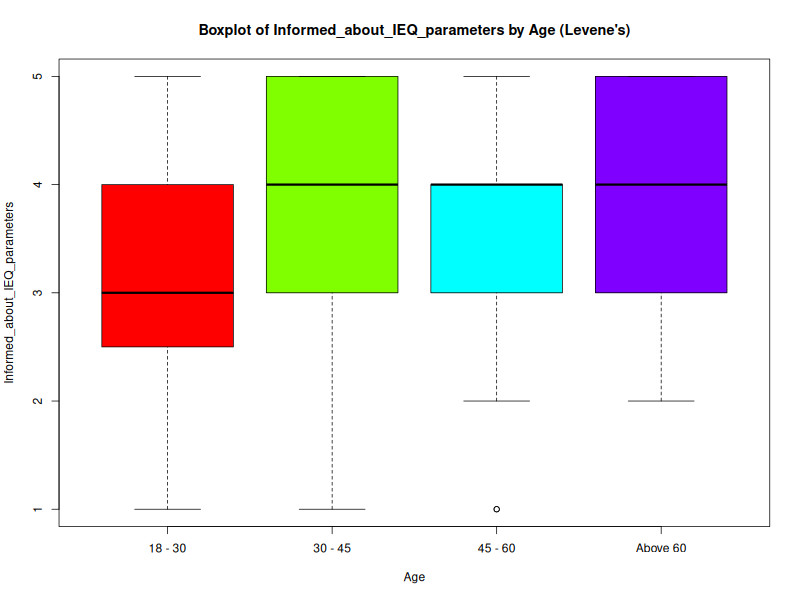 Boxplot of Informed_about_IEQ_parameters by Age (Levene's)
Informed_about_IEQ_parameters
5
4
3
2
1
18 - 30 30 - 45 45 - 60 Above 60
Age